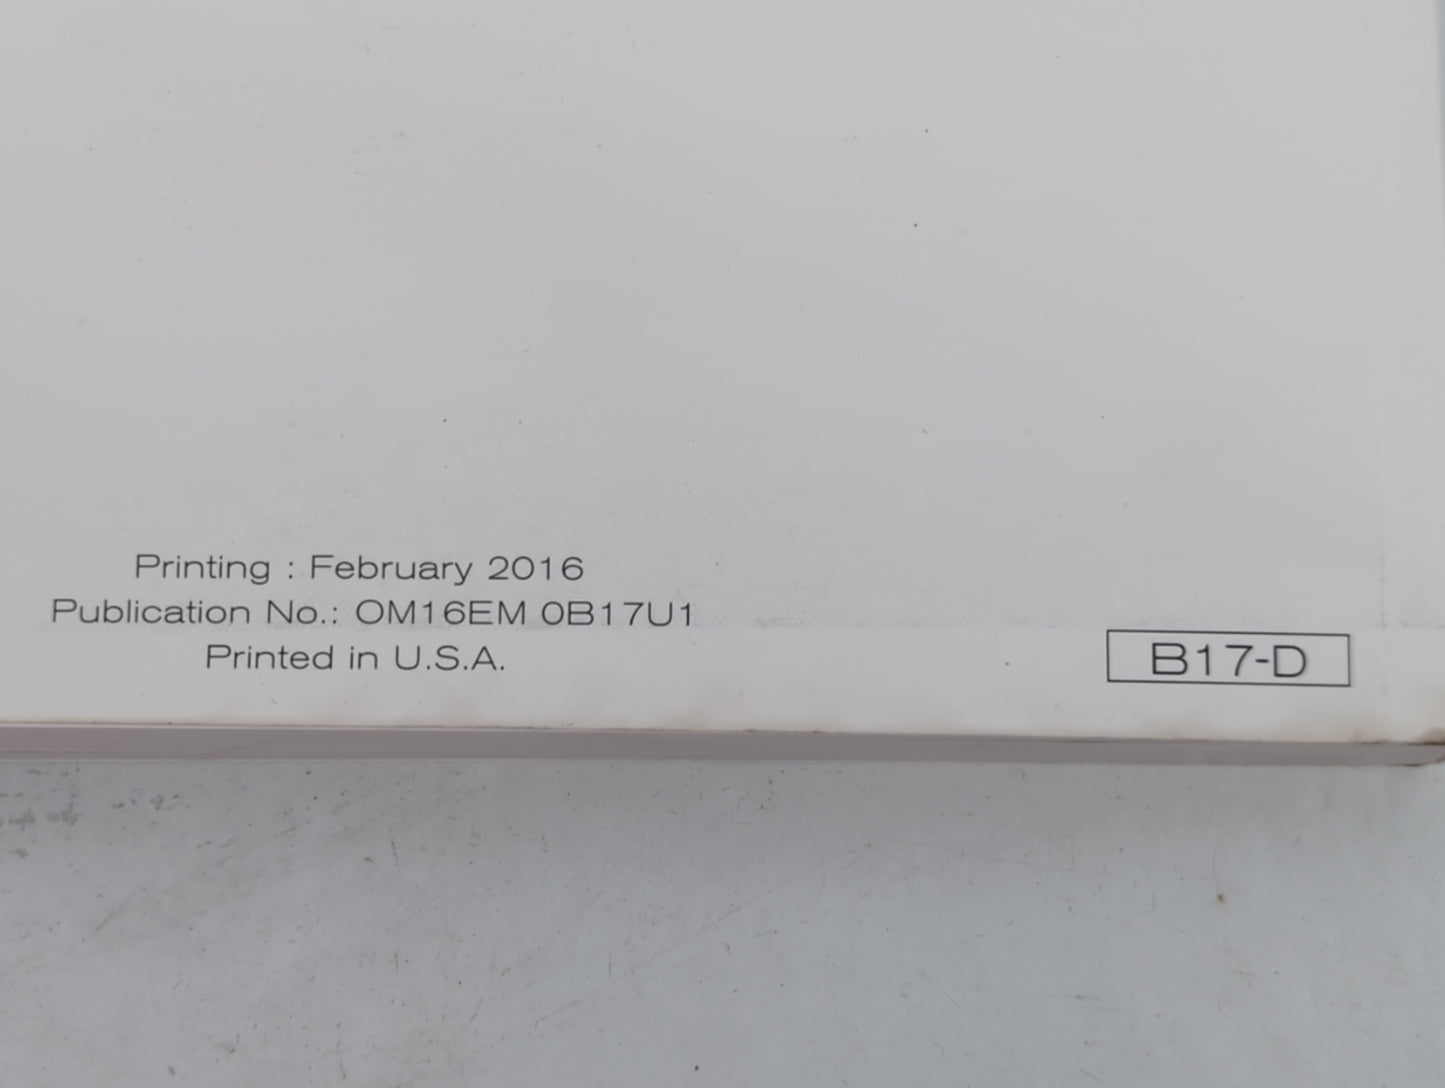 Printing : February 2016
Publication No.: OM16EM 0B17U1
Printed in U.S.A.
B17-D